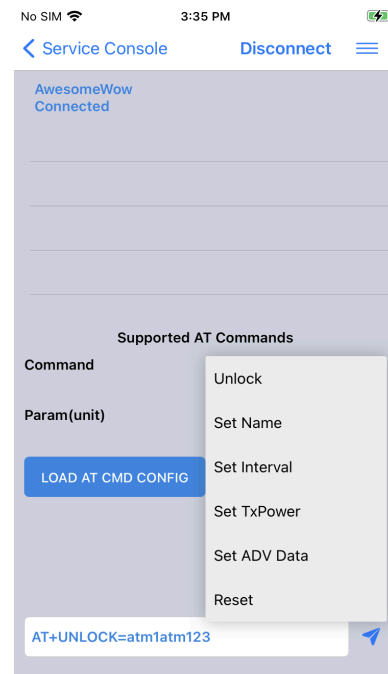 No SIM 3:35 PM
Service Console Disconnect
AwesomeWow
Connected
Supported AT Commands
Command
Param(unit)
LOAD AT CMD CONFIG
Unlock
Set Name
Set Interval
Set TxPower
Set ADV Data
Reset
AT+UNLOCK=atm1atm123